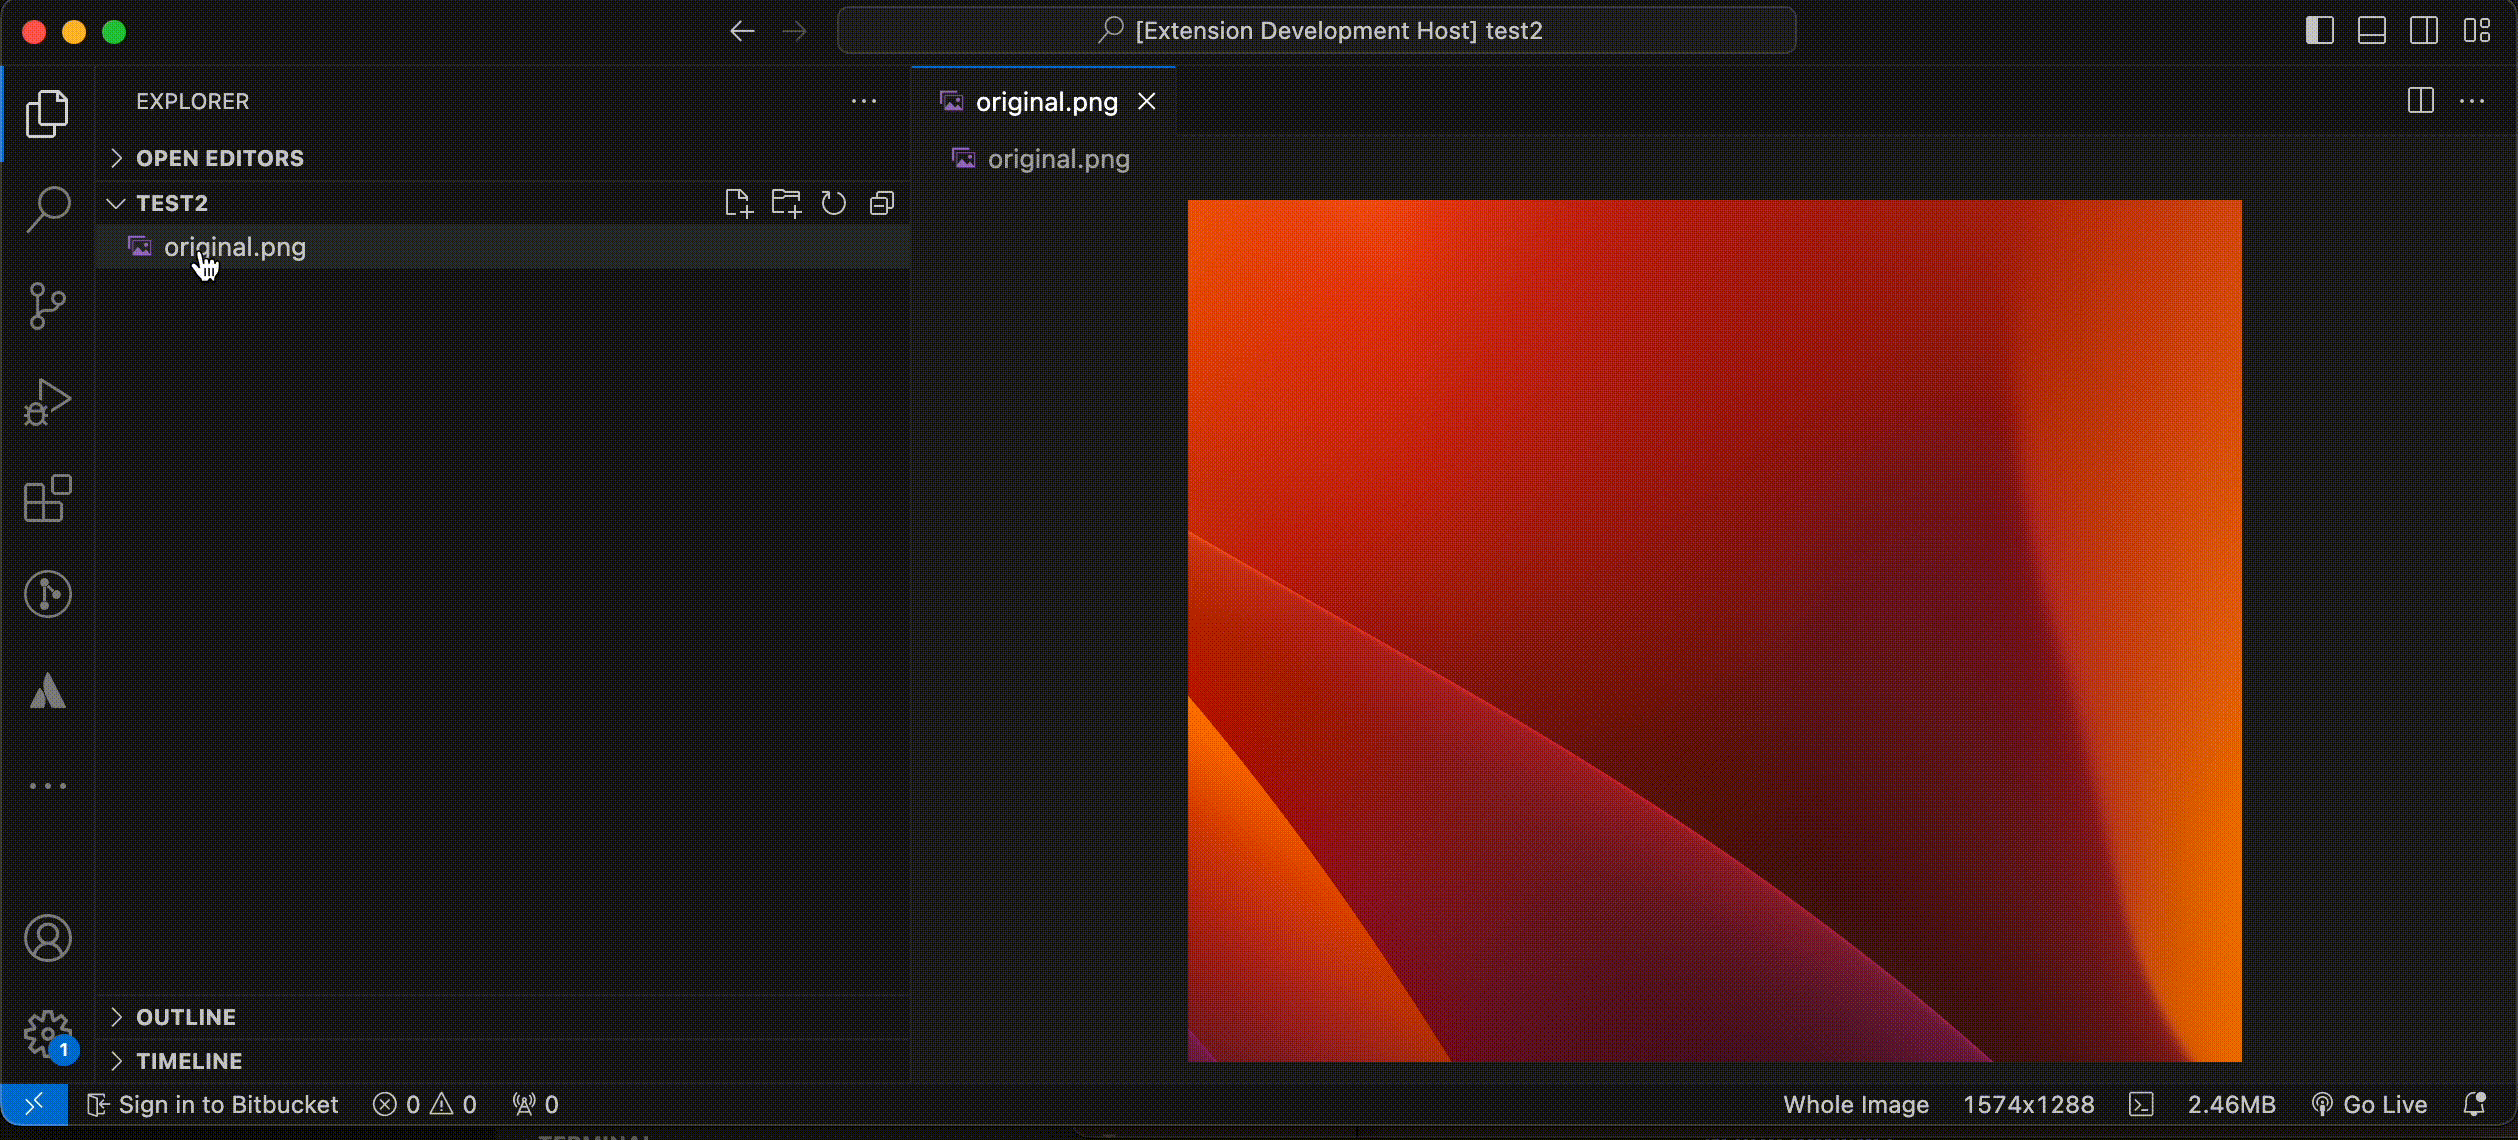 [Extension Development Host] test2
EXPLORER
original.png
OPEN EDITORS
original.png
TEST2
original.png
OUTLINE
1
TIMELINE
Sign in to Bitbucket 0 0 0 Whole Image 1574x1288 2.46MB Go Live